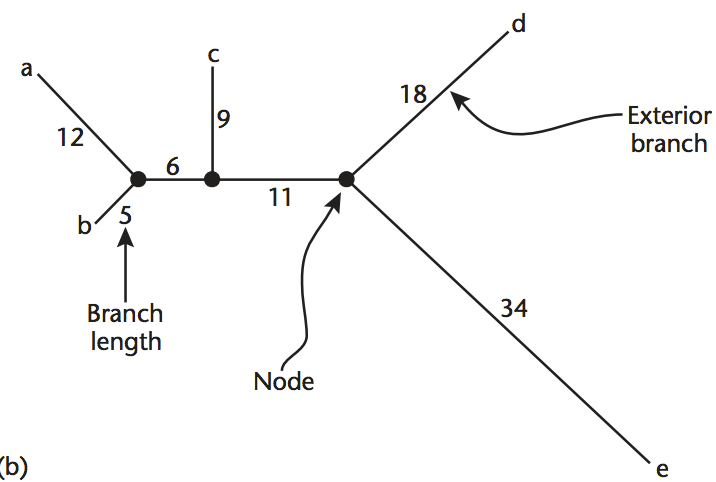 d
a
c
18
9
Exterior
branch
12
6
11
b
5
Branch
length
34
Node
(b)
e